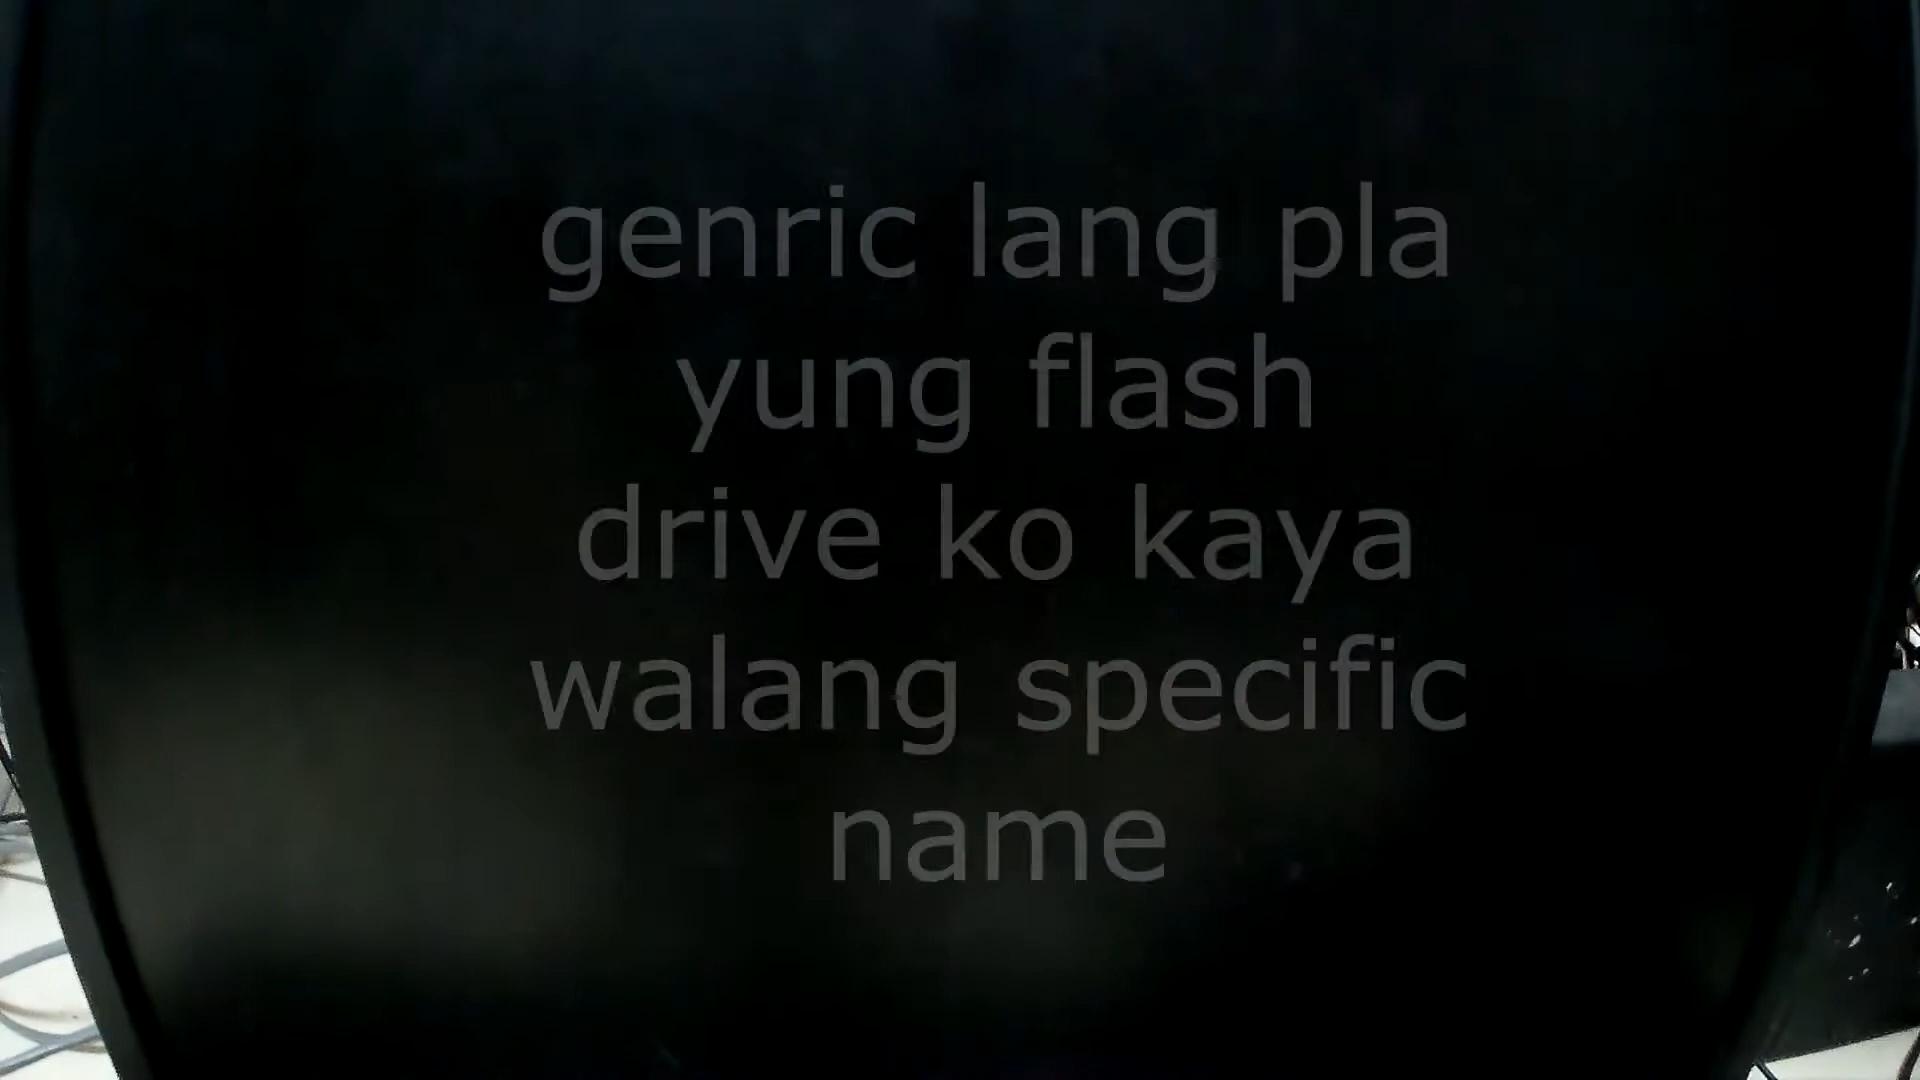 genric lang pla
yung flash
drive ko kaya
walang specific
name